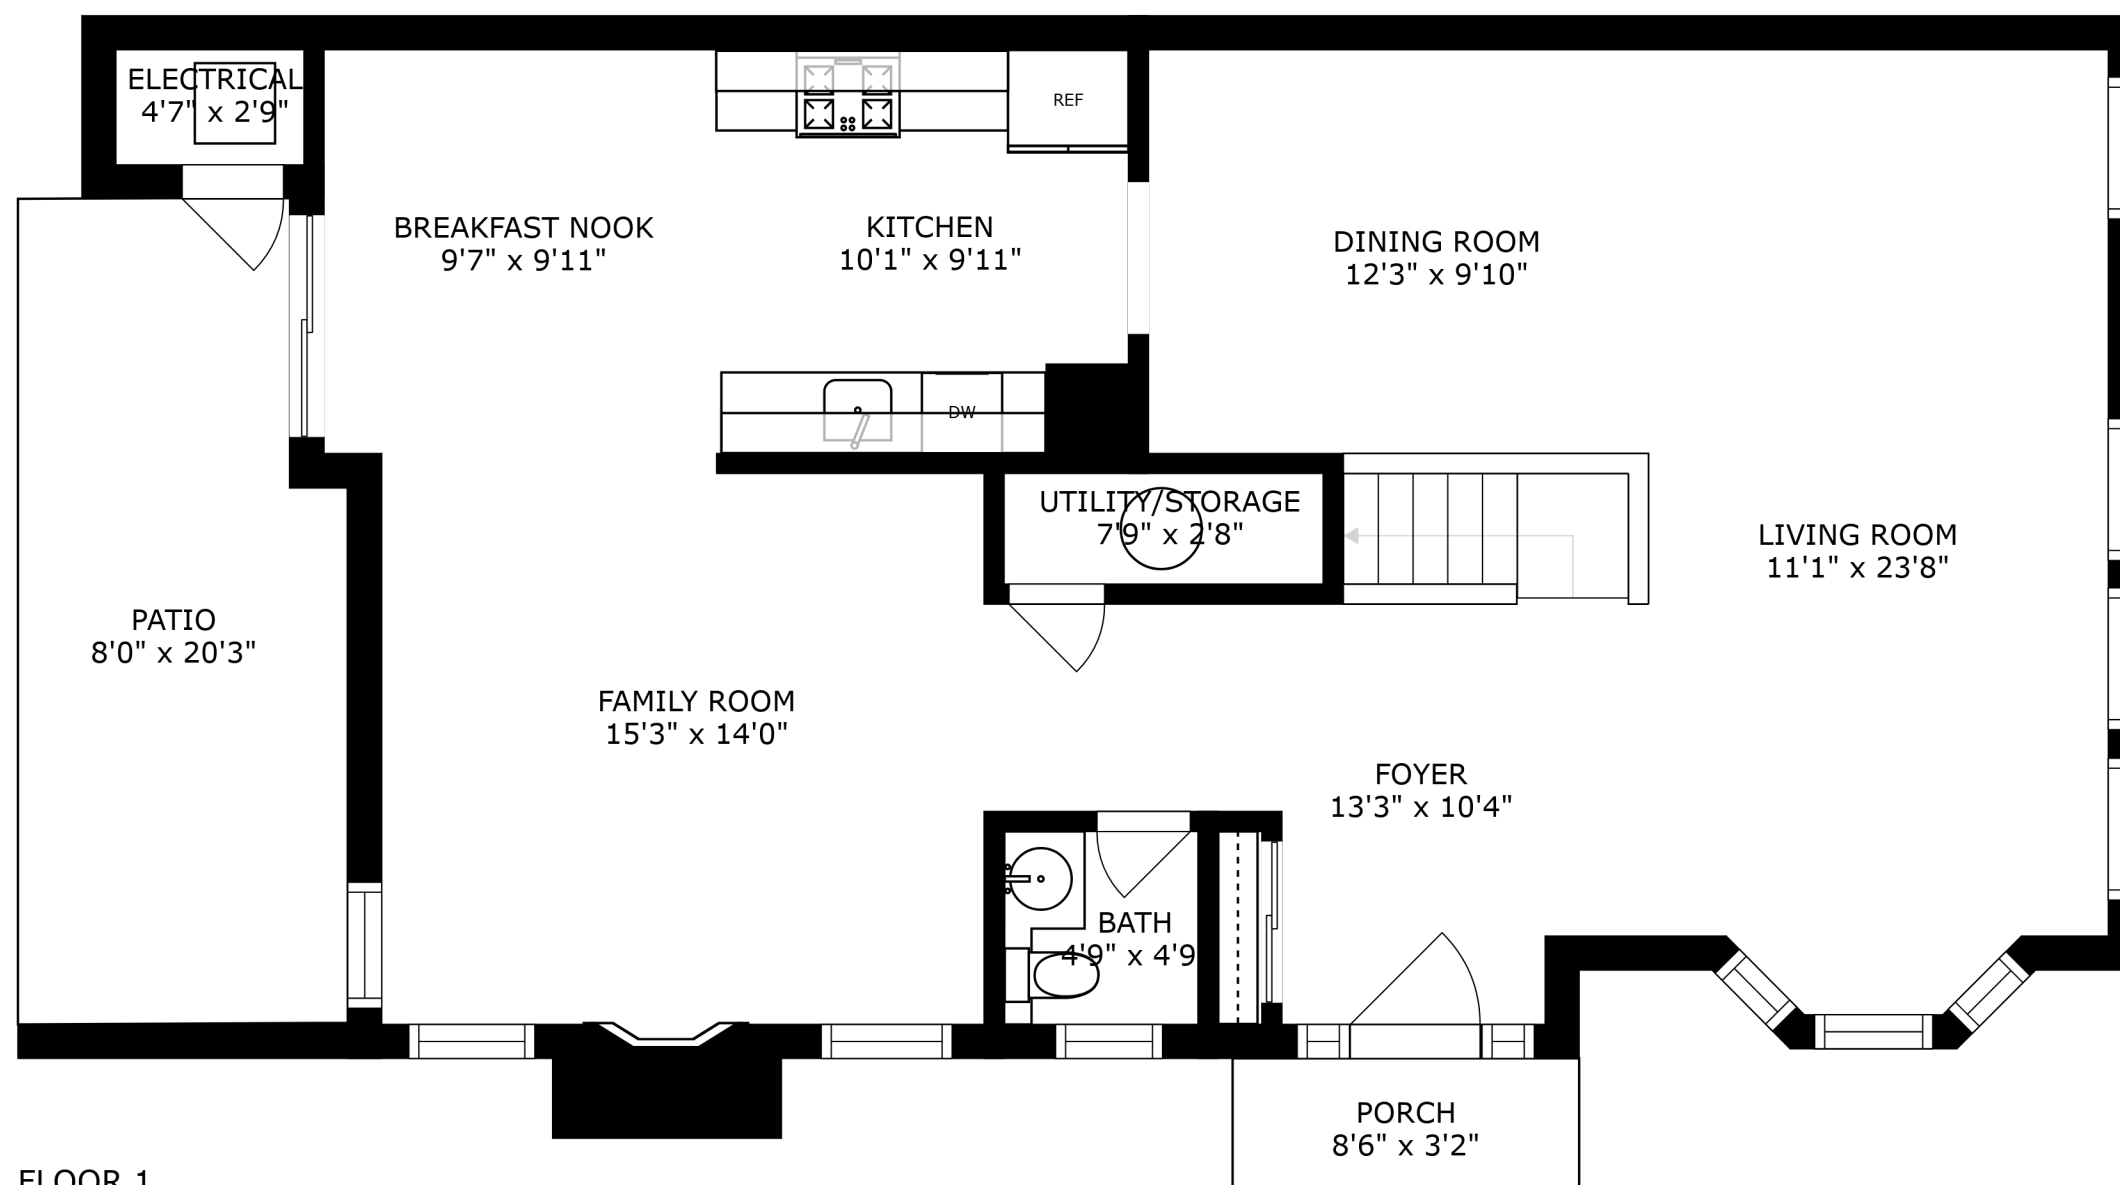 ELECTRICAL
4'7" x 2'9"
REF
BREAKFAST NOOK
9'7" x 9'11"
KITCHEN
10'1" x 9'11"
DINING ROOM
12'3" x 9'10"
DW
UTILITY/STORAGE
7'9" x 2'8"
LIVING ROOM
11'1" x 23'8"
PATIO
8'0" x 20'3"
FAMILY ROOM
15'3" x 14'0"
FOYER
13'3" x 10'4"
BATH
4'9" x 4'9
PORCH
8'6" x 3'2"
FLOOR 1